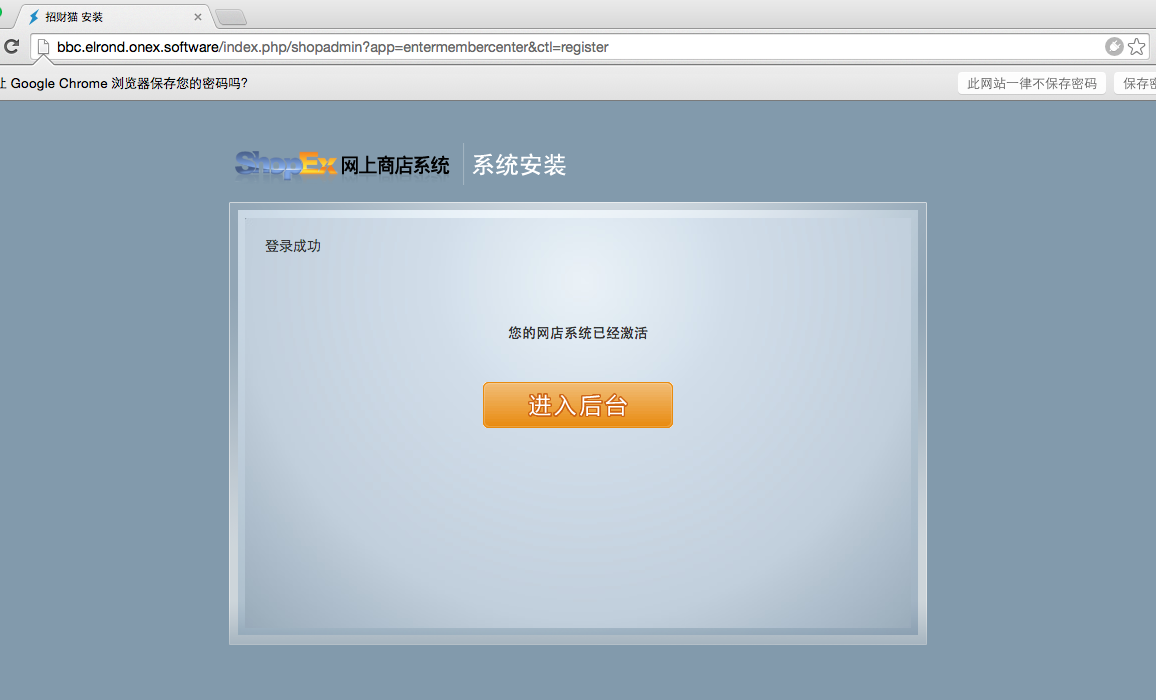 招财猫 安装
bbc.elrond.onex.software/index.php/shopadmin?app=entermembercenter&ctl=register
Google Chrome 浏览器保存您的密码吗?
此网站一律不保存密码
保存密
ShopEx 网上商店系统
系统安装
登录成功
您的网店系统已经激活
进入后台